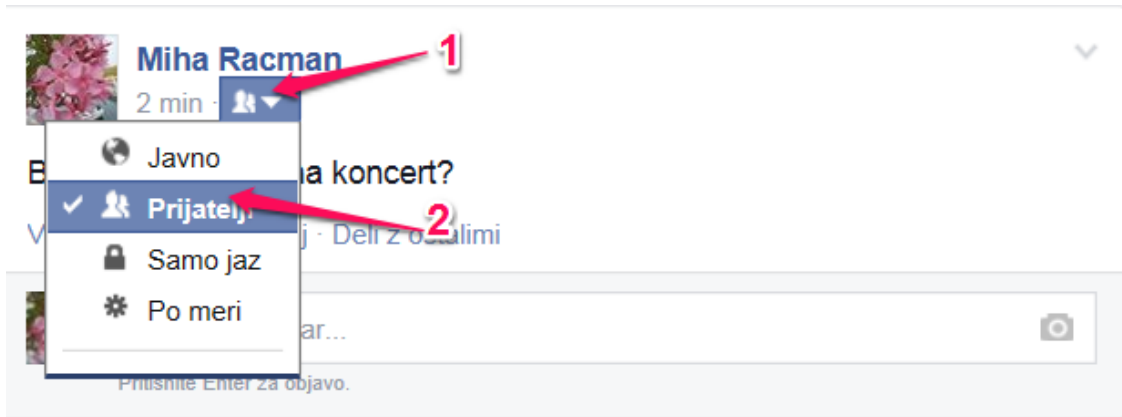 Miha Racman
1
2 min ·
Javno
na koncert?
Prijatelji
2
Deli z ostalimi
Samo jaz
Po meri
Pritisnite Enter za objavo.